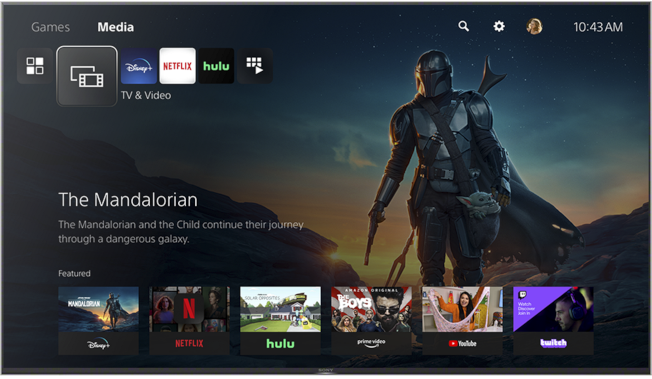 Games Media 10:43 AM
Disney+ NETFLIX hulu
TV & Video
The Mandalorian
The Mandalorian and the Child continue their journey
through a dangerous galaxy.
Featured
MANDALORIAN N SOLAR OPPOSITES AMAZON ORIGINAL
THE BOYS
Watch
Discover
Join in
Disney+ NETFLIX hulu prime video YouTube twitch
SONY